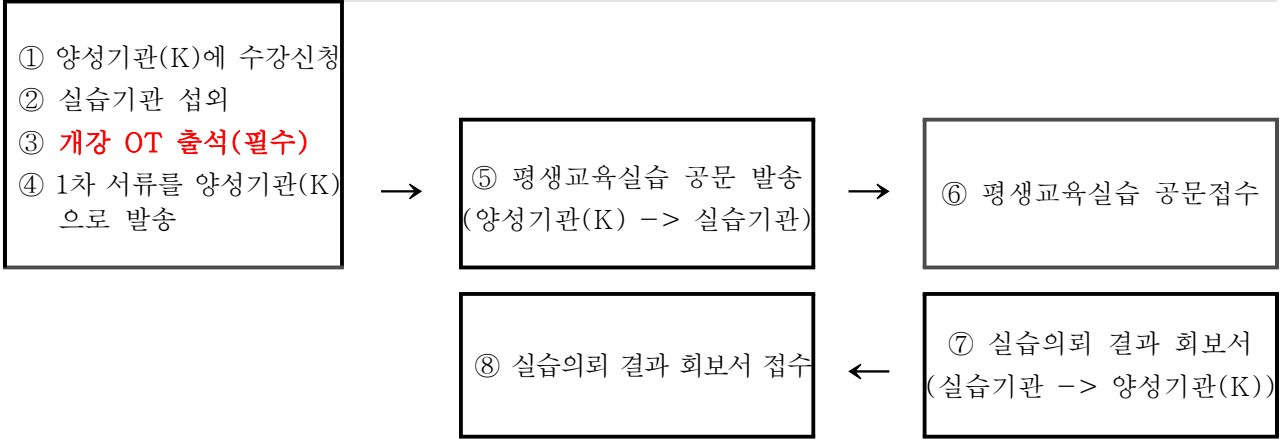 ① 양성기관(K)에 수강신청
② 실습기관 섭외
③ 개강 OT 출석(필수)
④ 1차 서류를 양성기관(K)
으로 발송
→
⑤ 평생교육실습 공문 발송
(양성기관(K) -> 실습기관)
→
⑥ 평생교육실습 공문접수
⑦ 실습의뢰 결과 회보서
(실습기관 -> 양성기관(K))
←
⑧ 실습의뢰 결과 회보서 접수